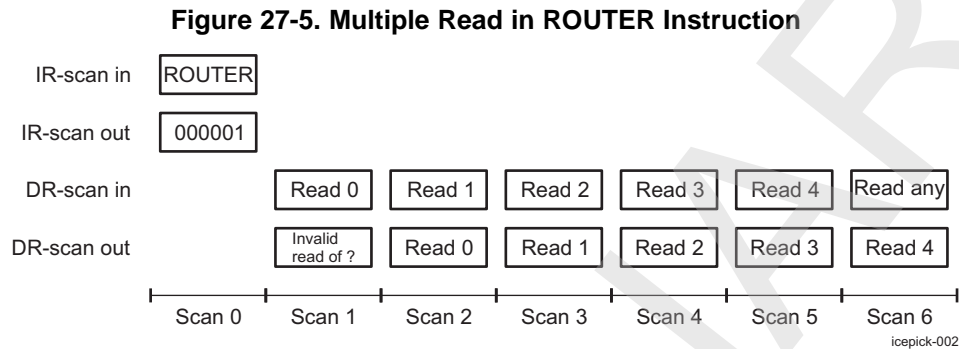 Figure 27-5. Multiple Read in ROUTER Instruction
IR-scan in ROUTER
IR-scan out 000001
DR-scan in Read 0 Read 1 Read 2 Read 3 Read 4 Read any
DR-scan out Invalid read of ? Read 0 Read 1 Read 2 Read 3 Read 4
Scan 0 Scan 1 Scan 2 Scan 3 Scan 4 Scan 5 Scan 6
icepick-002